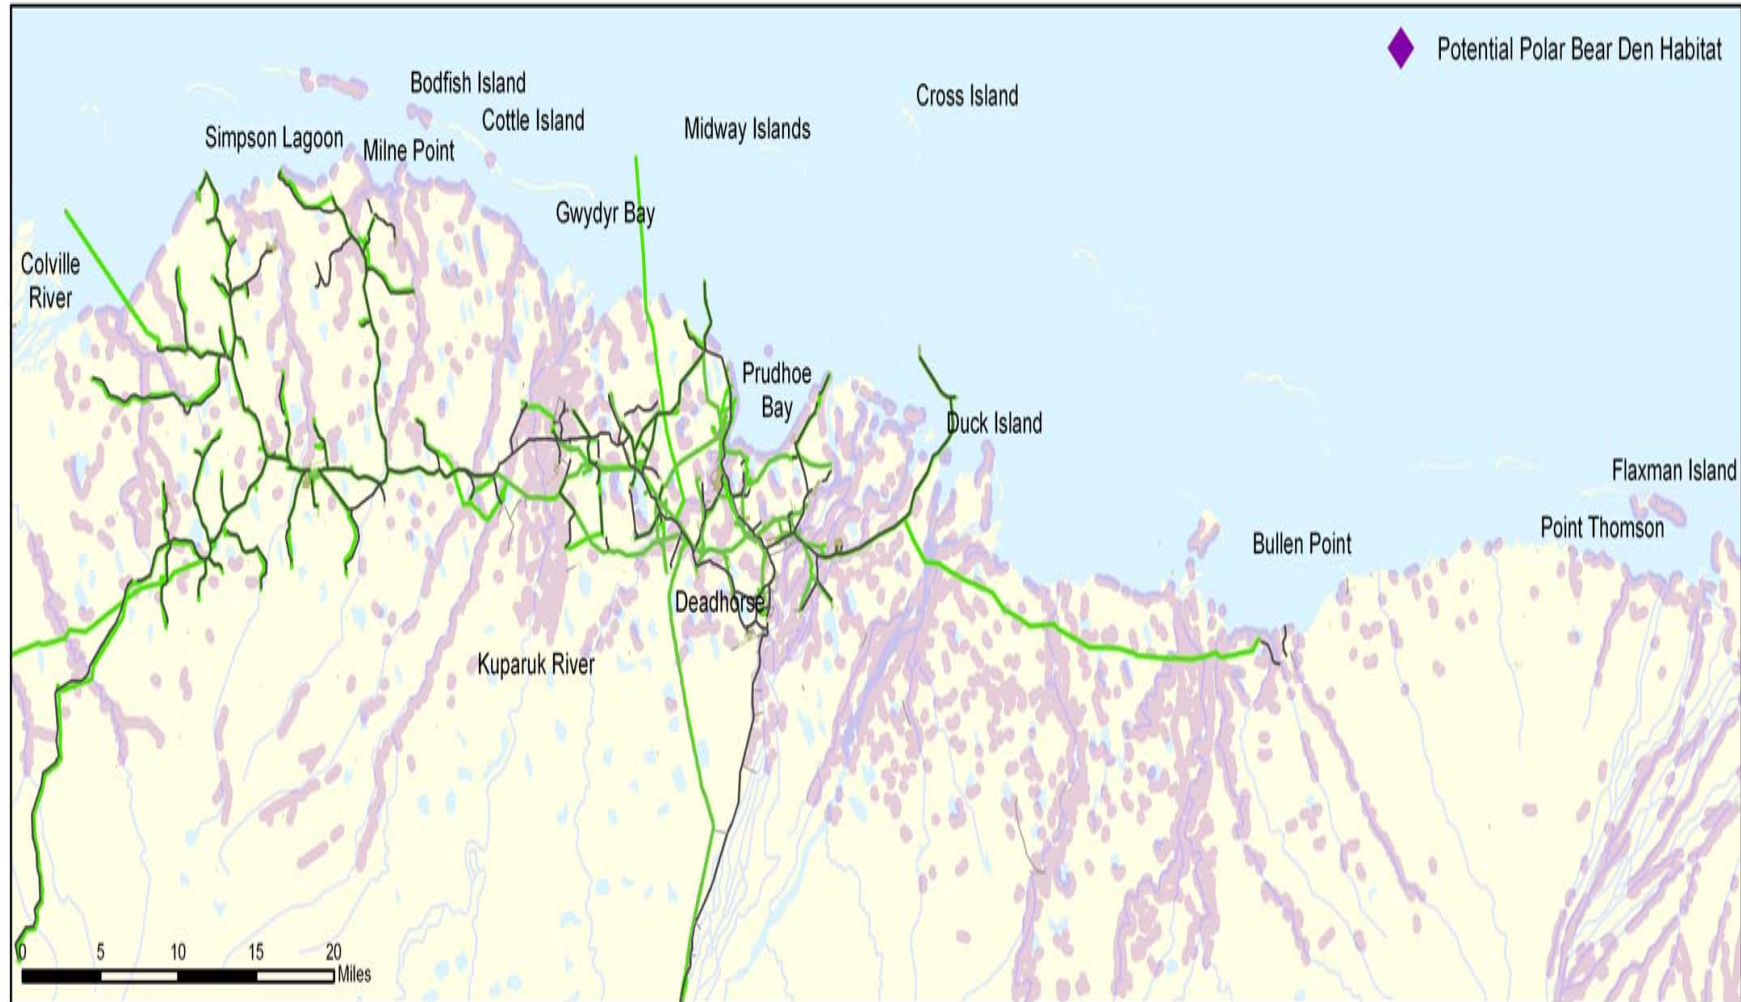 Potential Polar Bear Den Habitat
Bodfish Island
Cross Island
Cottle Island
Midway Islands
Simpson Lagoon
Milne Point
Gwydyr Bay
Colville
River
Prudhoe
Bay
Duck Island
Flaxman Island
Point Thomson
Bullen Point
Deadhorse
Kuparuk River
0 5 10 15 20
Miles